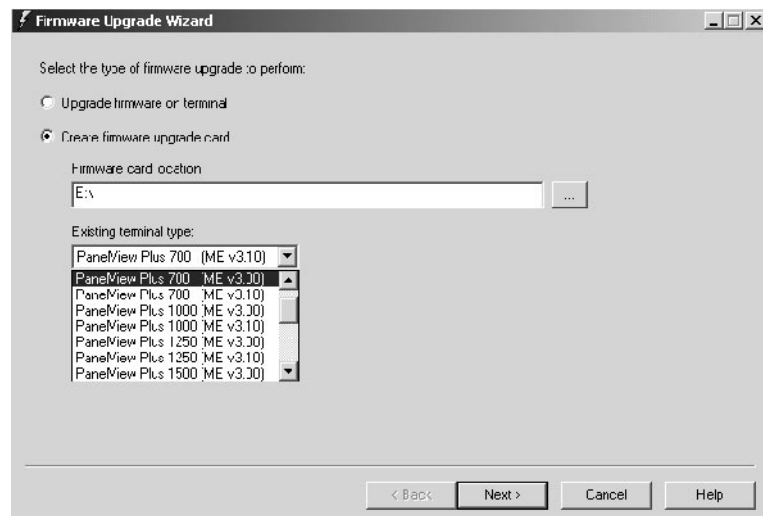 Firmware Upgrade Wizard
Select the type of firmware upgrade to perform:
Upgrade firmware on terminal
Create firmware upgrade card
Firmware card location
E:\
...
Existing terminal type:
PanelView Plus 700 (ME v3.10)
PanelView Plus 700 (ME v3.00)
PanelView Plus 700 (ME v3.10)
PanelView Plus 1000 (ME v3.00)
PanelView Plus 1000 (ME v3.10)
PanelView Plus 1250 (ME v3.00)
PanelView Plus 1250 (ME v3.10)
PanelView Plus 1500 (ME v3.00)
< Back
Next >
Cancel
Help